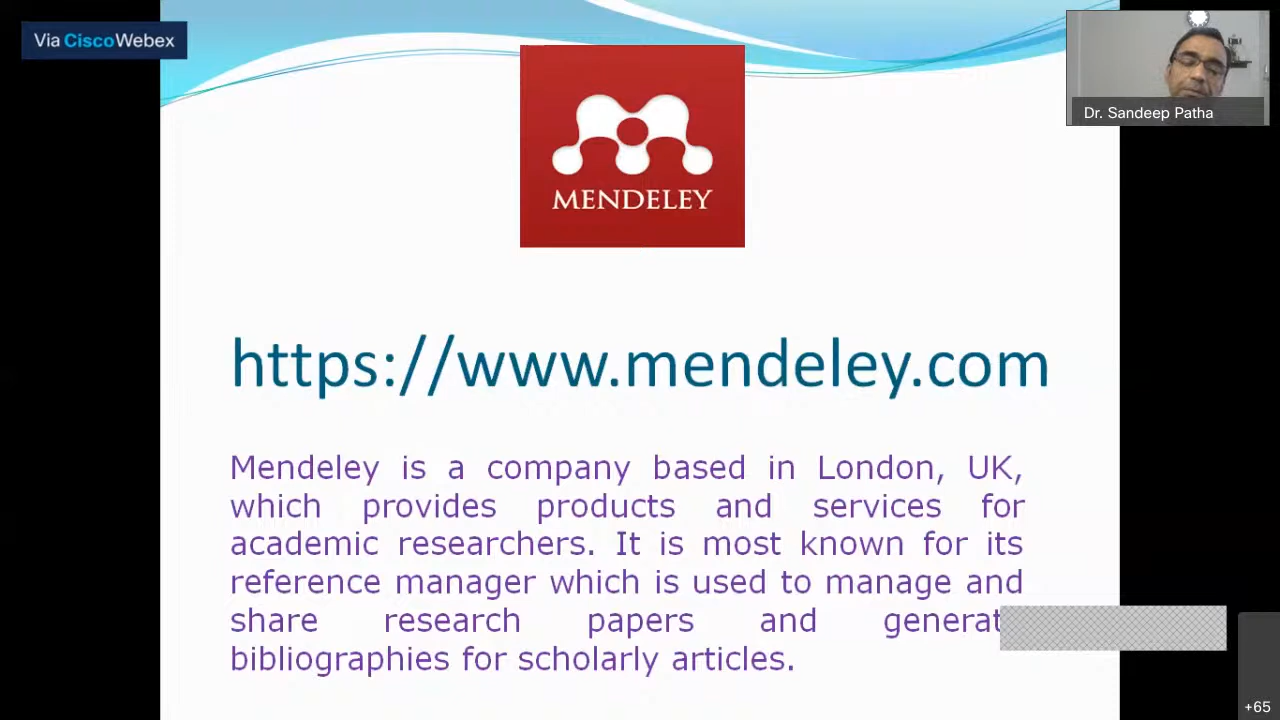 Via CiscoWebex
Dr. Sandeep Patha
MENDELEY
https://www.mendeley.com
Mendeley is a company based in London, UK,
which provides products and services for
academic researchers. It is most known for its
reference manager which is used to manage and
share research papers and generat
bibliographies for scholarly articles.
+65